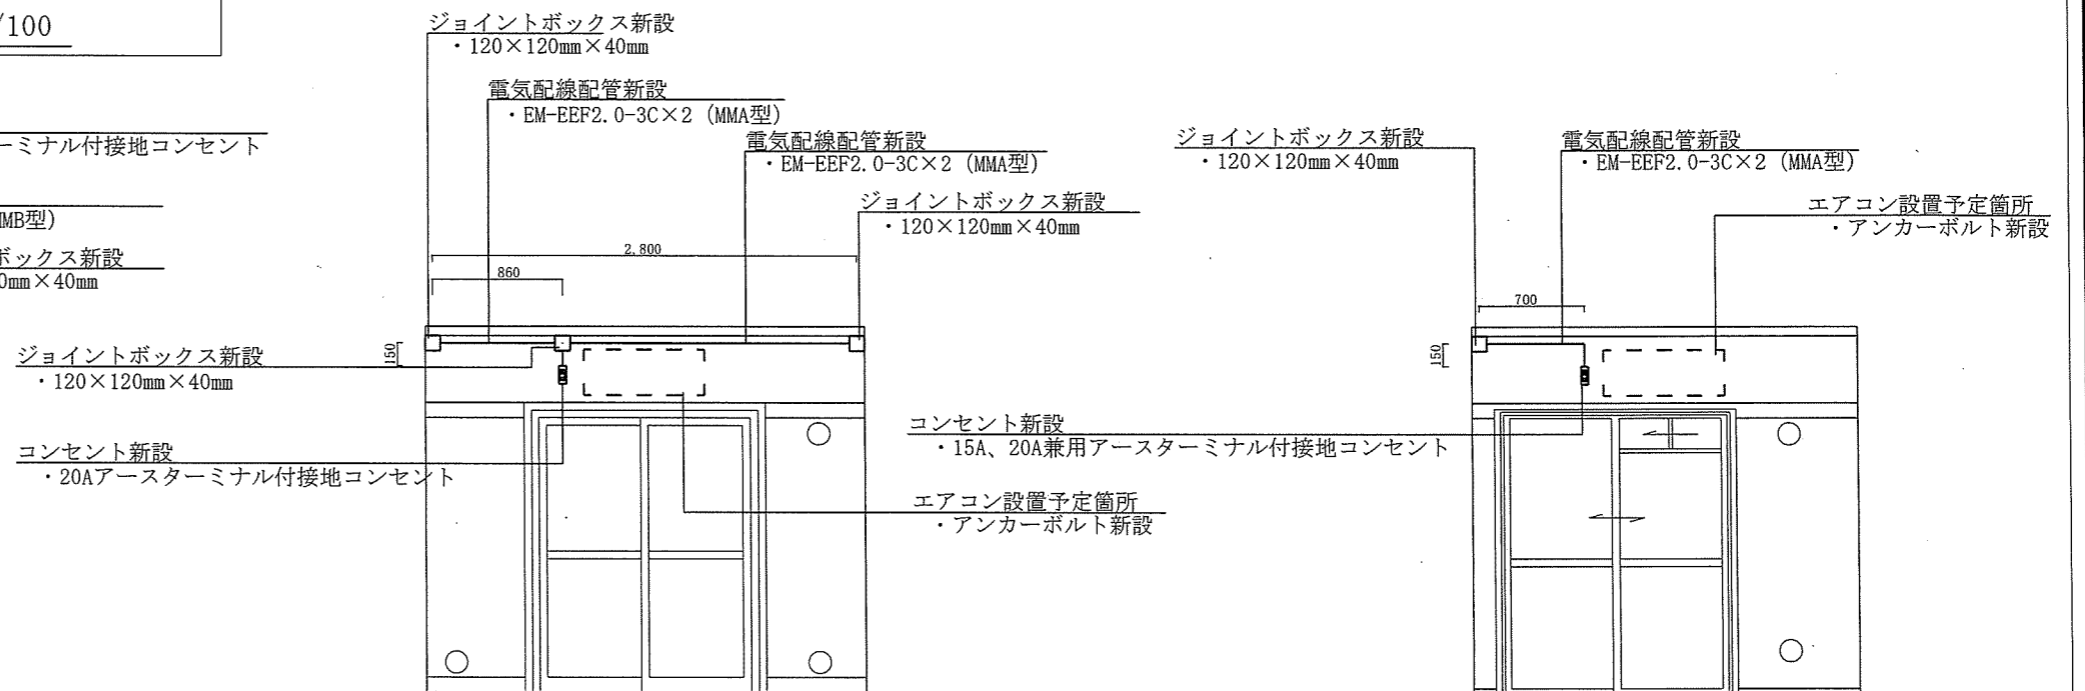 /100
ーミナル付接地コンセント
MB型)
ボックス新設
0mm×40mm
ジョイントボックス新設
・120×120mm×40mm
電気配線配管新設
・EM-EEF2.0-3C×2 (MMA型)
電気配線配管新設
・EM-EEF2.0-3C×2 (MMA型)
ジョイントボックス新設
・120×120mm×40mm
2,800
860
150
ジョイントボックス新設
・120×120mm×40mm
コンセント新設
・20Aアースターミナル付接地コンセント
エアコン設置予定箇所
・アンカーボルト新設
ジョイントボックス新設
・120×120mm×40mm
電気配線配管新設
・EM-EEF2.0-3C×2 (MMA型)
エアコン設置予定箇所
・アンカーボルト新設
700
150
コンセント新設
・15A、20A兼用アースターミナル付接地コンセント